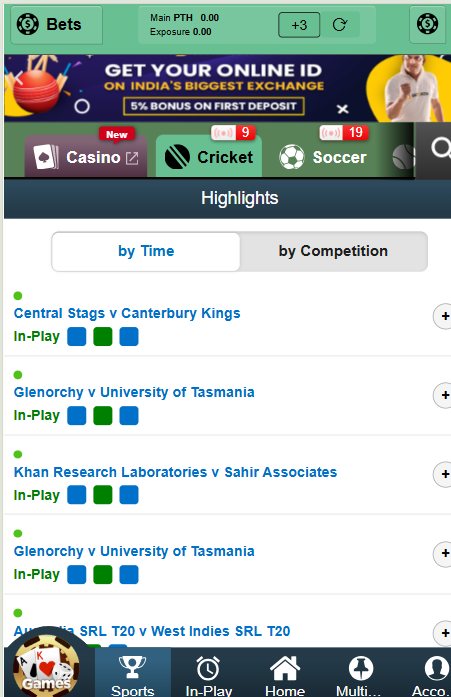 Bets
Main PTH 0.00
Exposure 0.00
+3
GET YOUR ONLINE ID
ON INDIA'S BIGGEST EXCHANGE
5% BONUS ON FIRST DEPOSIT
New
9
19
Casino
Cricket
Soccer
Highlights
by Time
by Competition
Central Stags v Canterbury Kings
In-Play
Glenorchy v University of Tasmania
In-Play
Khan Research Laboratories v Sahir Associates
In-Play
Glenorchy v University of Tasmania
In-Play
SRL T20 v West Indies SRL T20
A K
Games
Sports
In-Play
Home
Multi...
Acco...